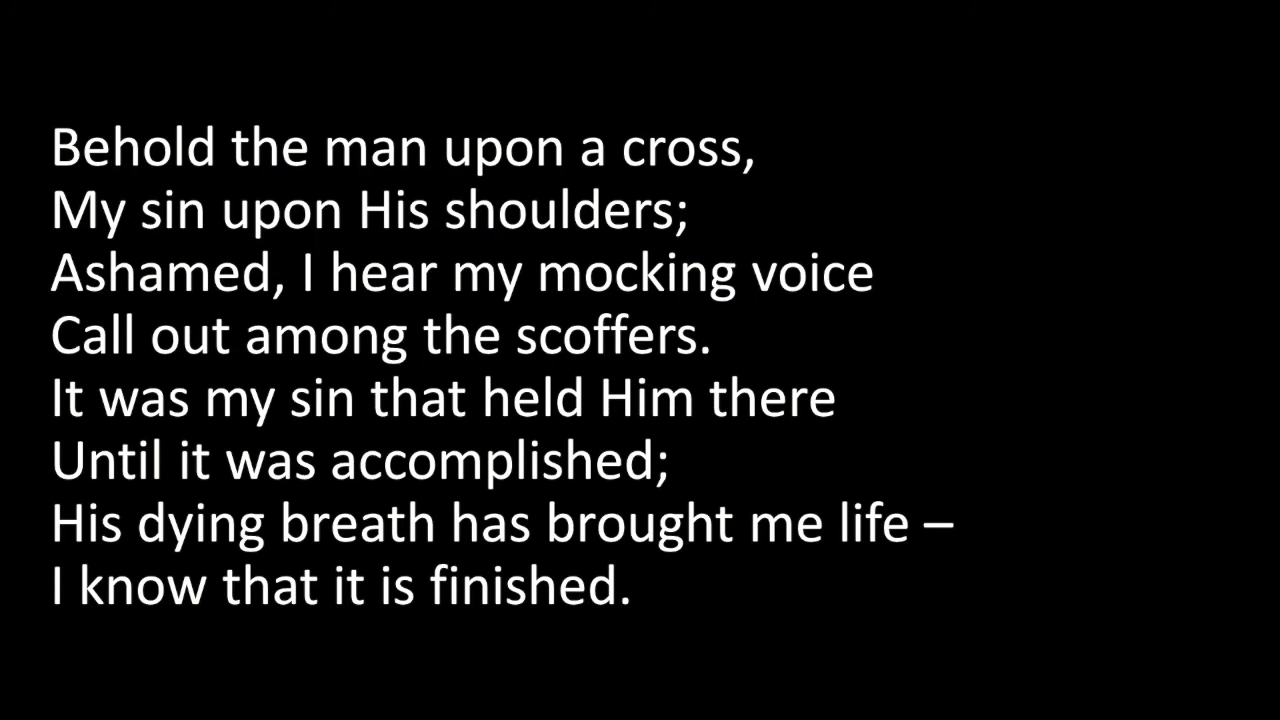 Behold the man upon a cross,
My sin upon His shoulders;
Ashamed, I hear my mocking voice
Call out among the scoffers.
It was my sin that held Him there
Until it was accomplished;
His dying breath has brought me life –
I know that it is finished.